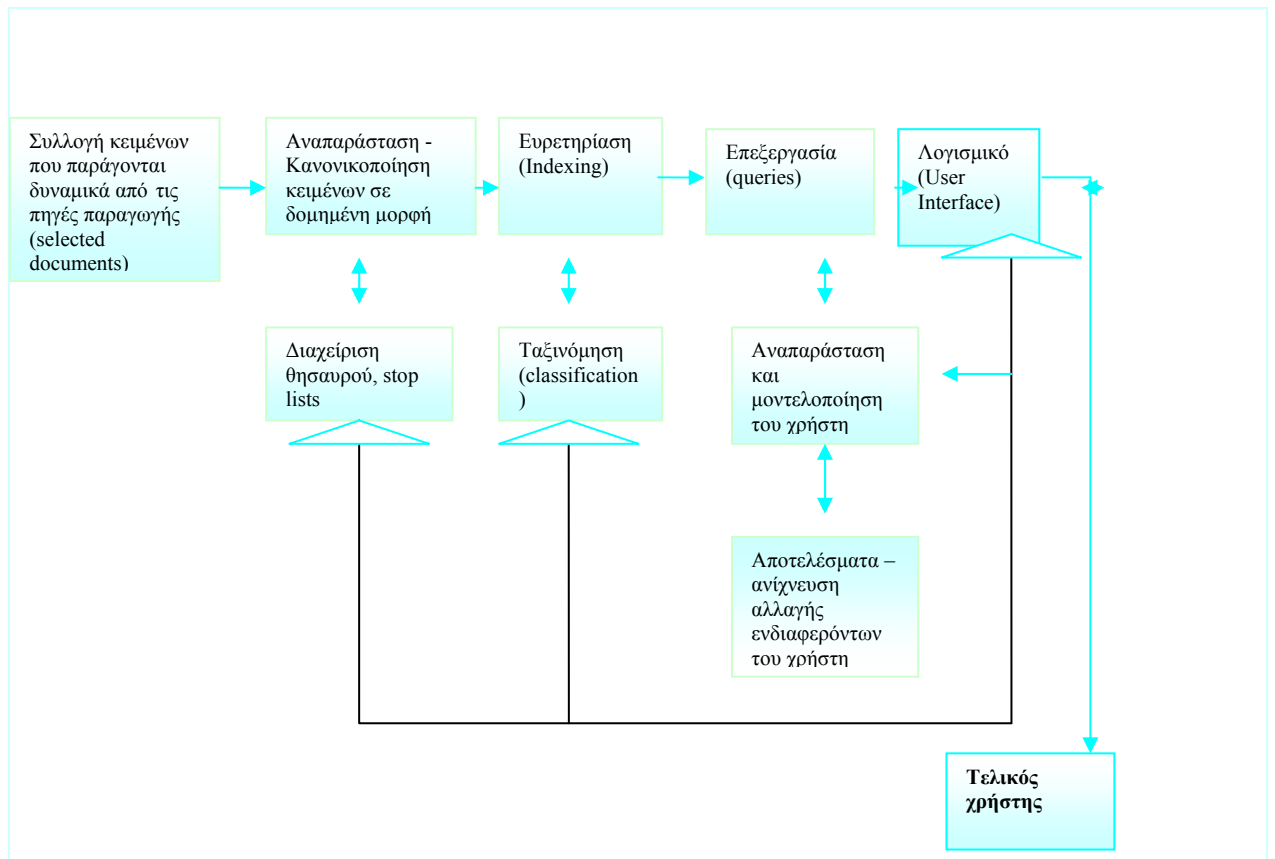 Συλλογή κειμένων
που παράγονται
δυναμικά από τις
πηγές παραγωγής
(selected
documents)
Αναπαράσταση -
Κανονικοποίηση
κειμένων σε
δομημένη μορφή
Ευρετηρίαση
(Indexing)
Επεξεργασία
(queries)
Λογισμικό
(User
Interface)
Διαχείριση
θησαυρού, stop
lists
Ταξινόμηση
(classification
)
Αναπαράσταση
και
μοντελοποίηση
του χρήστη
Αποτελέσματα –
ανίχνευση
αλλαγής
ενδιαφερόντων
του χρήστη
Τελικός
χρήστης